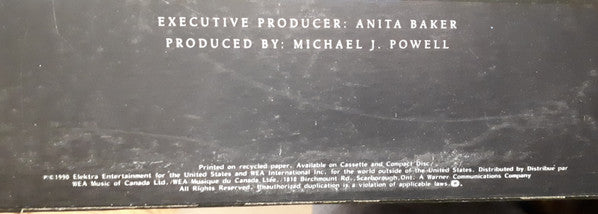 EXECUTIVE PRODUCER: ANITA BAKER
PRODUCED BY: MICHAEL J. POWELL
Printed on recycled paper. Available on Cassette and Compact Disc.
℗©1990 Elektra Entertainment for the United States and WEA International Inc. for the world outside of the United States. Distributed by Distribué par
WEA Music of Canada Ltd./WEA Musique du Canada Ltée. 1810 Birchmount Rd., Scarborough, Ont. A Warner Communications Company
All Rights Reserved. Unauthorized duplication is a violation of applicable laws. ℗.